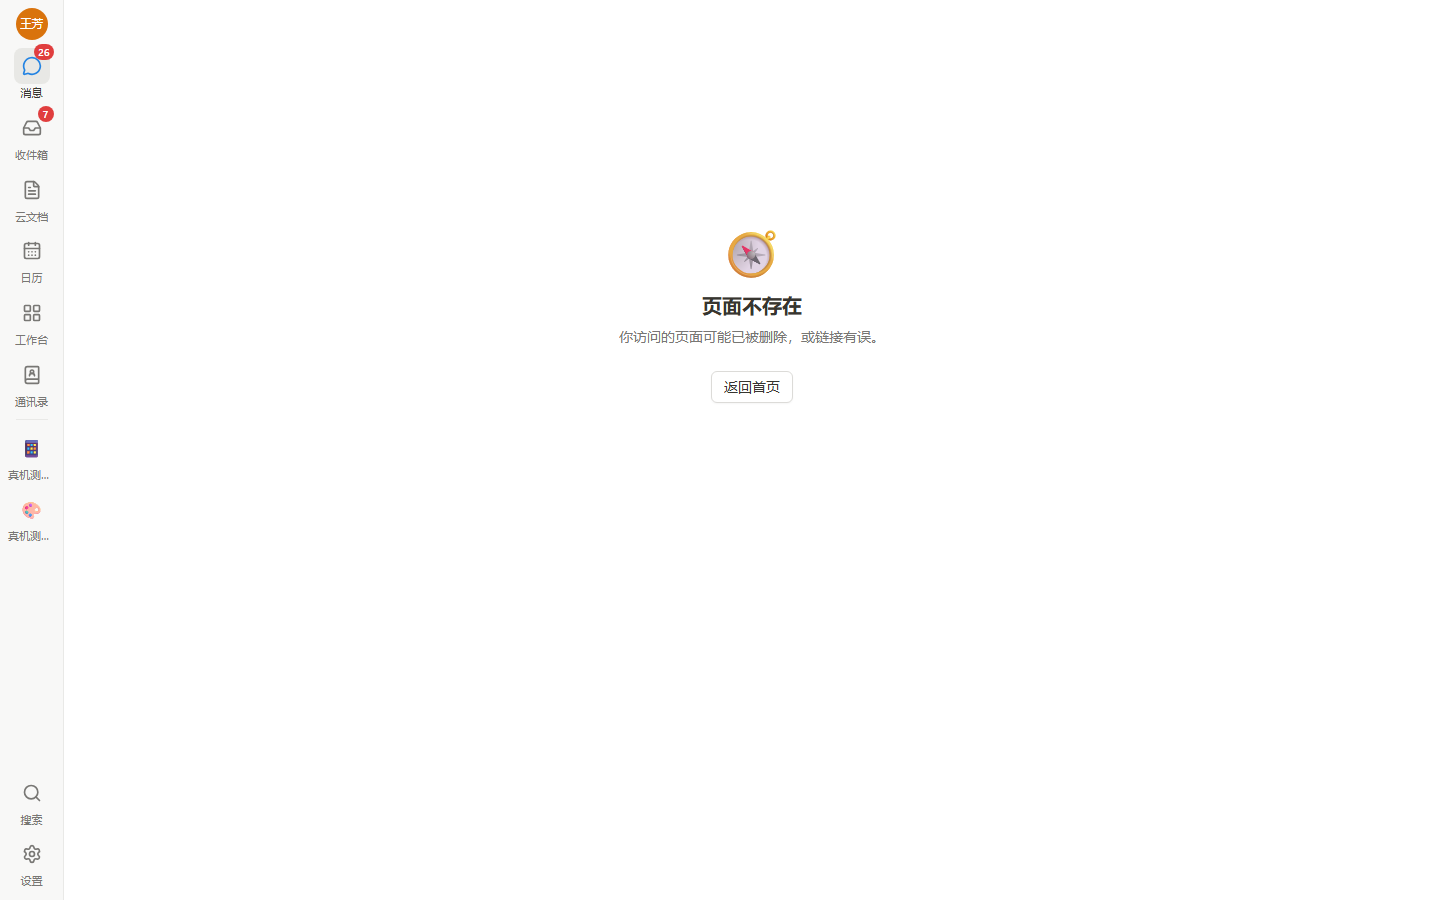 王芳
26
消息
7
收件箱
云文档
日历
工作台
通讯录
真机测...
真机测...
搜索
设置
页面不存在
你访问的页面可能已被删除，或链接有误。
返回首页